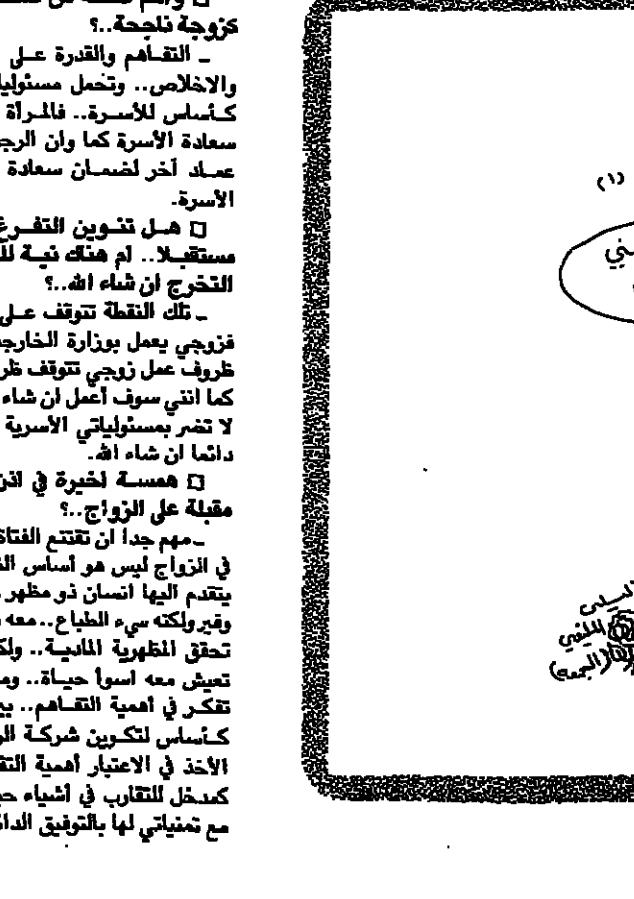 كزوجة ناجحة..؟
ـ التفاهم والقدرة على
والاخلاص.. وتحمل مسئوليا
كأساس للأسرة.. فالمرأة
سعادة الأسرة كما وان الرج
عماد آخر لضمان سعادة
الأسرة.
□ هل تنوين التفرغ
مستقبلا.. أم هناك نية لل
التخرج ان شاء الله..؟
ـ تلك النقطة تتوقف على
فزوجي يعمل بوزارة الخارج
ظروف عمل زوجي تتوقف ظر
كما انني سوف أعمل ان شاء
لا تضر بمسئولياتي الأسرية
دائما ان شاء الله.
□ همسة أخيرة في اذن
مقبلة على الزواج..؟
ـ مهم جدا ان تقتنع الفتاة
في الزواج ليس هو أساس ال
يتقدم اليها انسان ذو مظهر
وقير ولكنه سيء الطباع.. معه
تحقق المظهرية المادية.. ولك
تعيش معه اسوأ حياة.. وم
تفكر في أهمية التفاهم.. بي
كأساس لتكوين شركة ال
الأخذ في الاعتبار أهمية التق
كمدخل للتقارب في أشياء ح
مع تمنياتي لها بالتوفيق الدا
(١)
ني
(الجمعه)